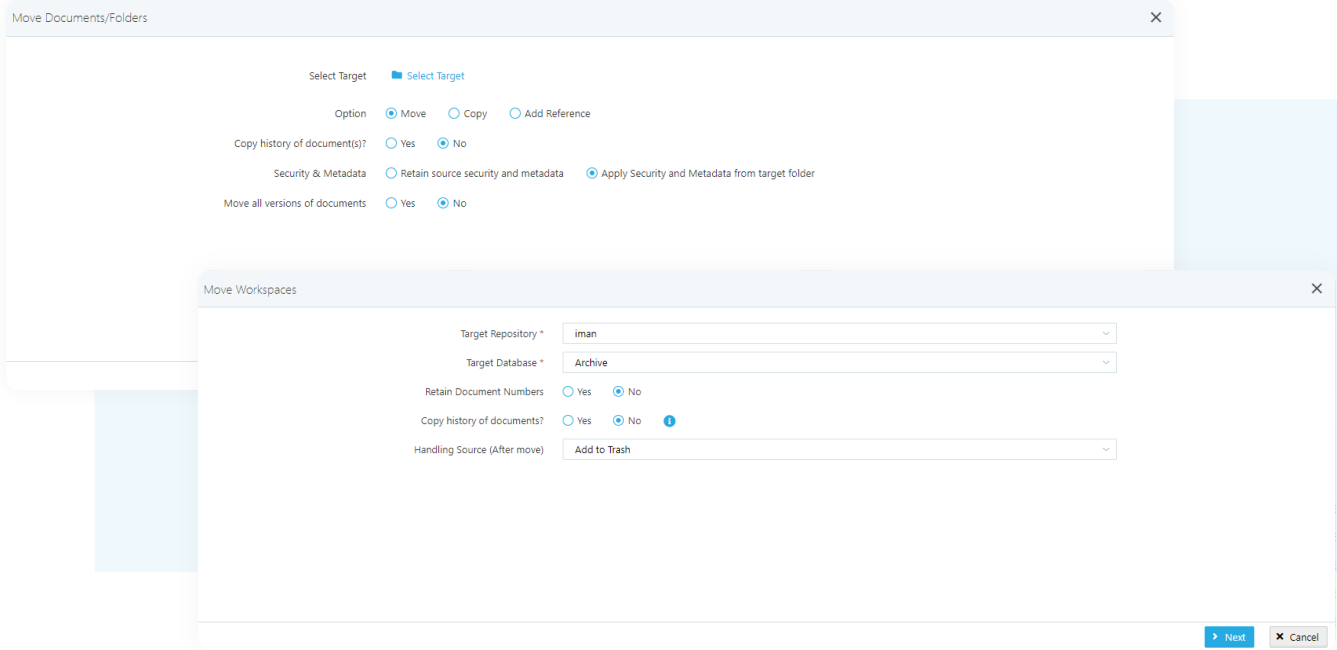 Move Documents/Folders
Select Target Select Target
Option Move Copy Add Reference
Copy history of document(s)? Yes No
Security & Metadata Retain source security and metadata Apply Security and Metadata from target folder
Move all versions of documents Yes No
Move Workspaces
Target Repository * iman
Target Database * Archive
Retain Document Numbers Yes No
Copy history of documents? Yes No
Handling Source (After move) Add to Trash
Next Cancel